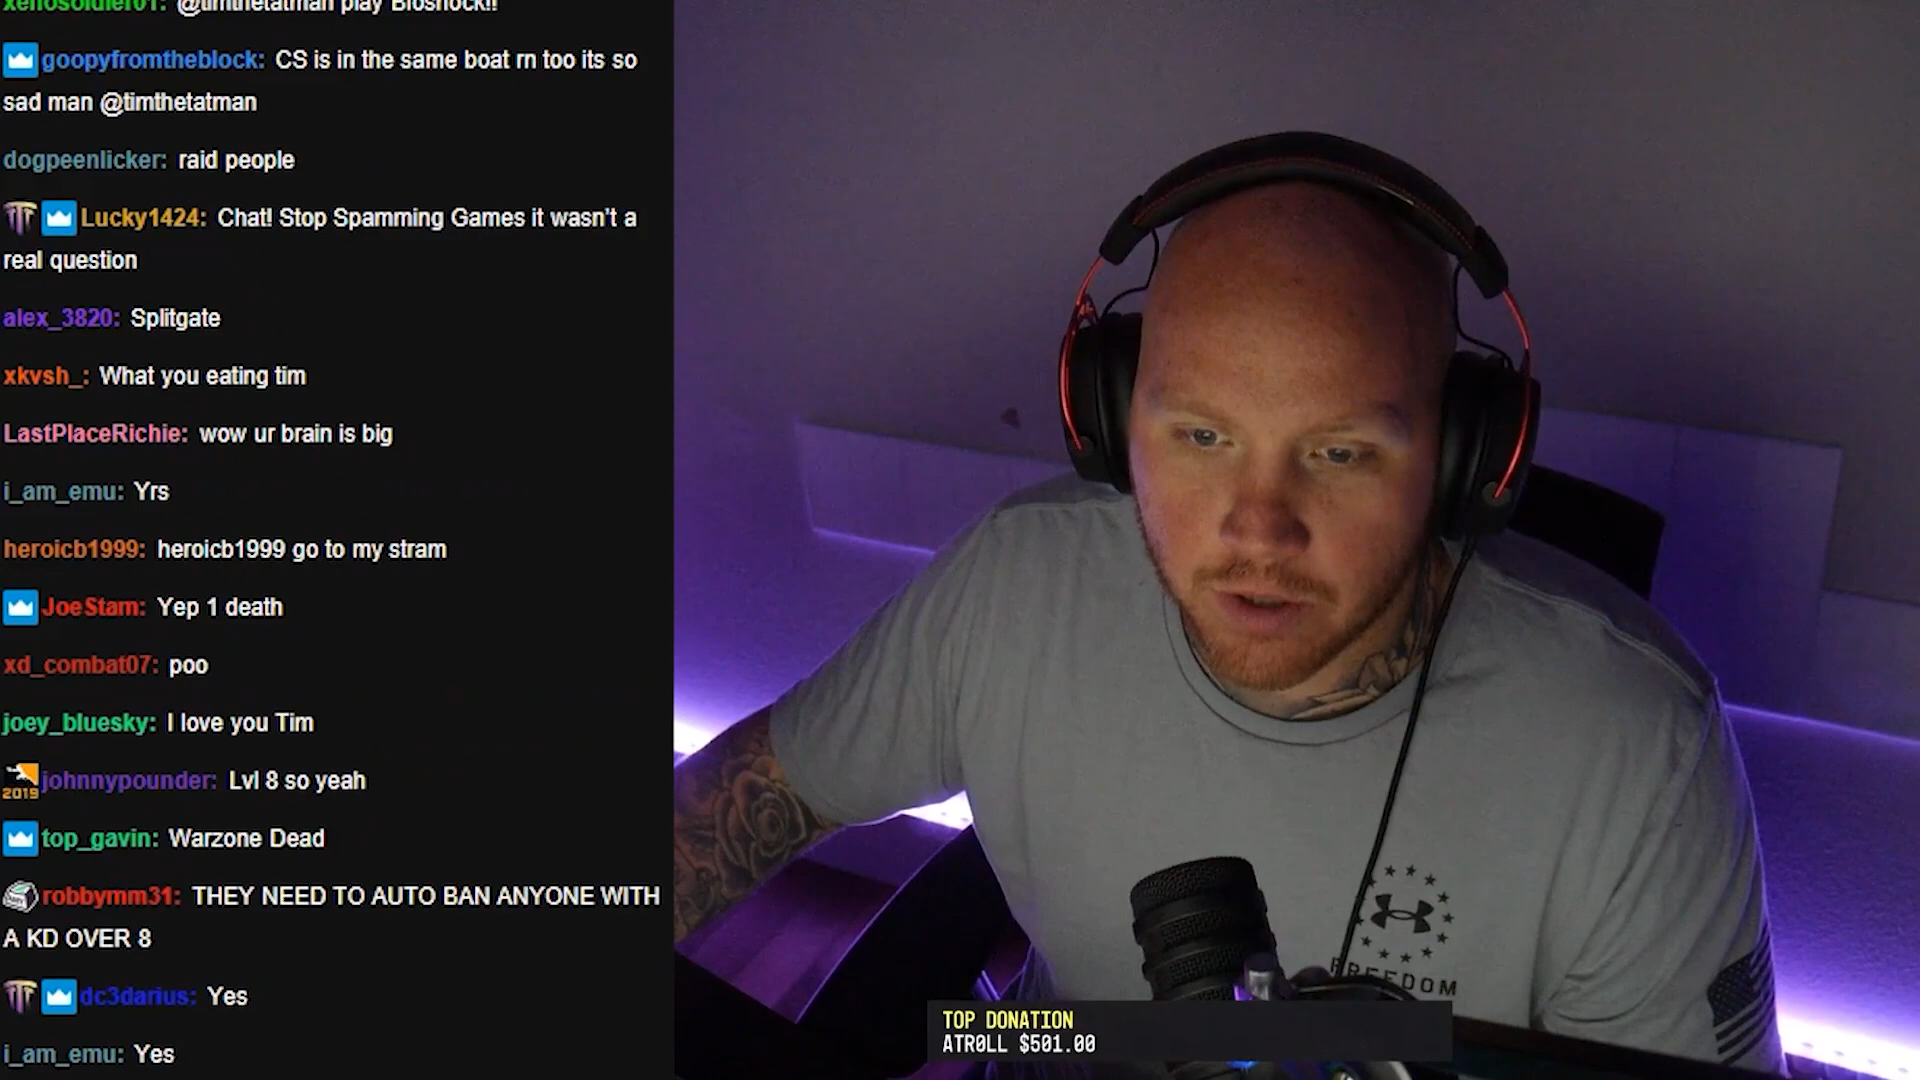 xenosoldier01: @timthetatman play Bioshock!!
goopyfromtheblock: CS is in the same boat rn too its so
sad man @timthetatman
dogpeenlicker: raid people
Lucky1424: Chat! Stop Spamming Games it wasn't a
real question
alex_3820: Splitgate
xkvsh_: What you eating tim
LastPlaceRichie: wow ur brain is big
i_am_emu: Yrs
heroicb1999: heroicb1999 go to my stram
JoeStam: Yep 1 death
xd_combat07: poo
joey_bluesky: I love you Tim
2019 johnnypounder: Lvl 8 so yeah
top_gavin: Warzone Dead
robbymm31: THEY NEED TO AUTO BAN ANYONE WITH
A KD OVER 8
dc3darius: Yes
i_am_emu: Yes
FREEDOM
TOP DONATION
ATR0LL $501.00